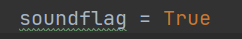 soundflag = True